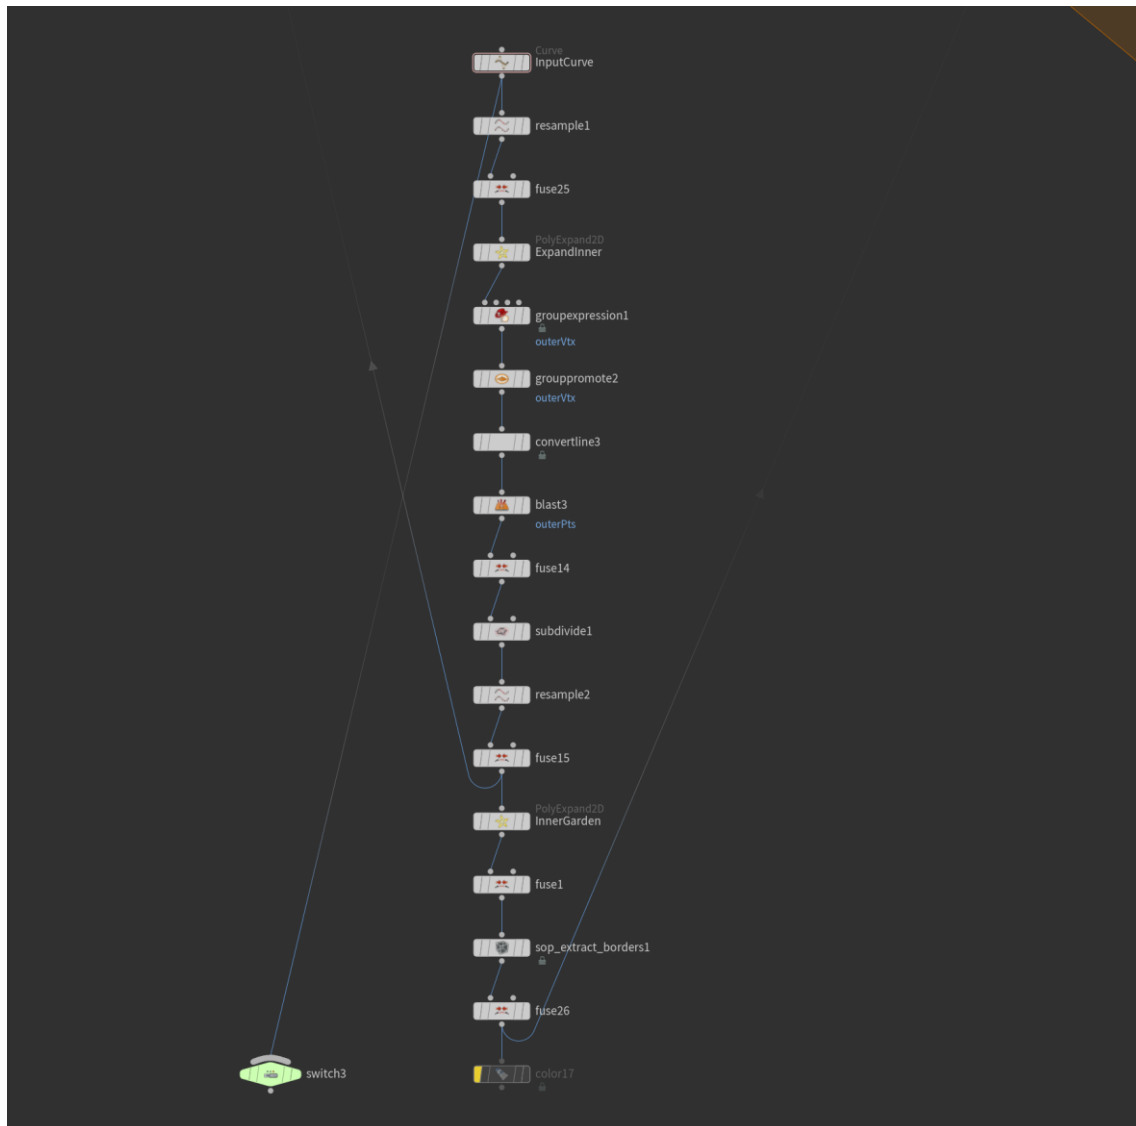 Curve
InputCurve
resample1
fuse25
PolyExpand2D
ExpandInner
groupexpression1
outerVtx
grouppromote2
outerVtx
convertline3
blast3
outerPts
fuse14
subdivide1
resample2
fuse15
PolyExpand2D
InnerGarden
fuse1
sop_extract_borders1
fuse26
switch3
color17